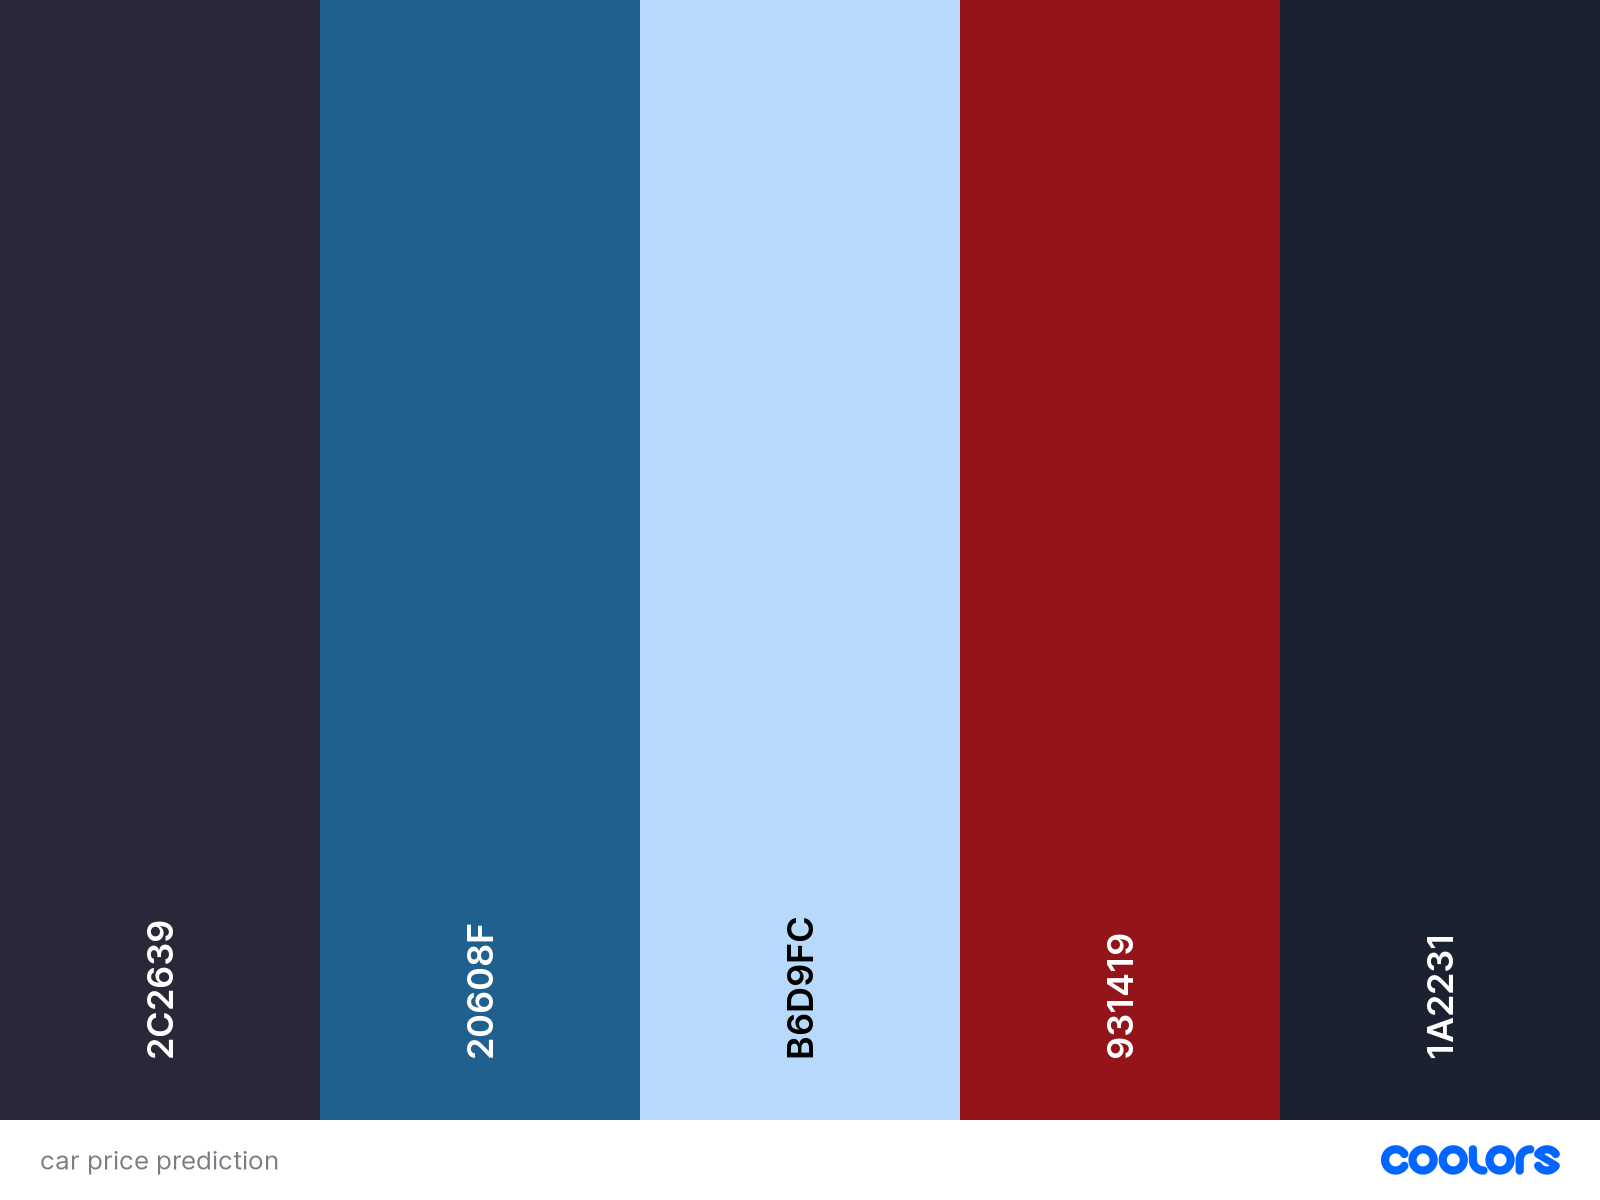 2C2639
20608F
B6D9FC
931419
1A2231
car price prediction
coolors